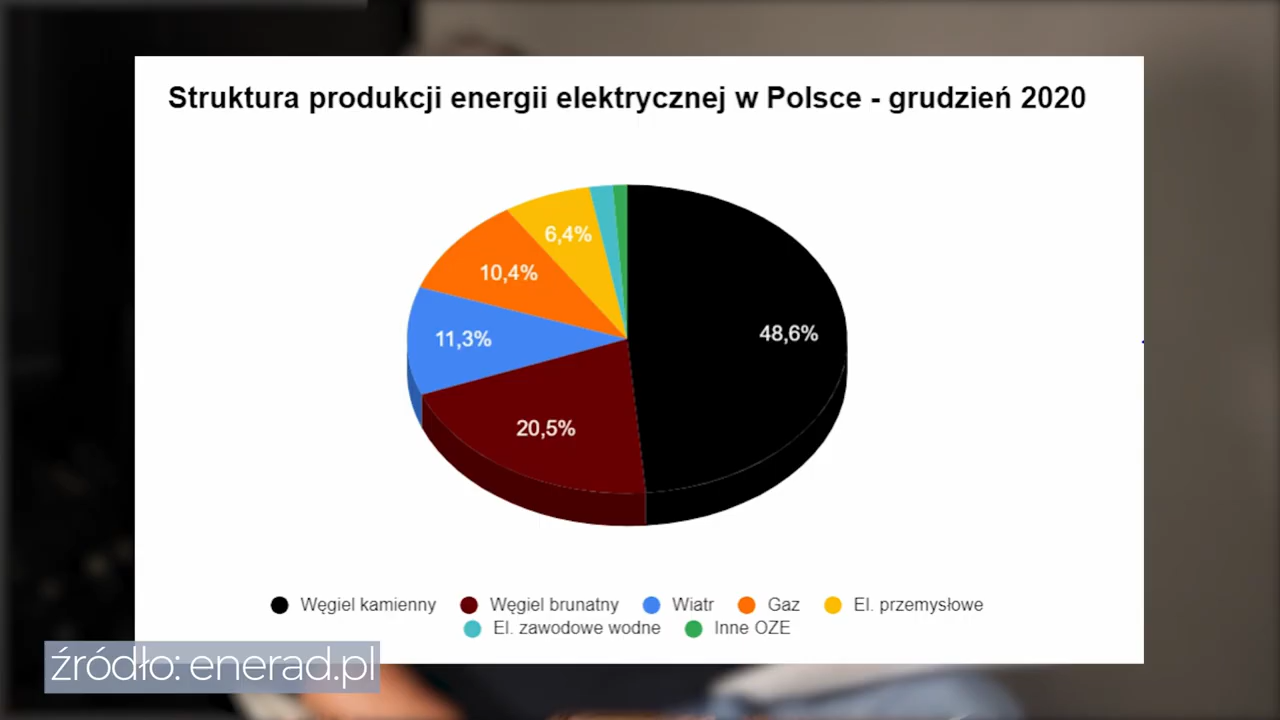 Struktura produkcji energii elektrycznej w Polsce - grudzień 2020
6,4%
10,4%
11,3%
48,6%
20,5%
Węgiel kamienny Węgiel brunatny Wiatr Gaz El. przemysłowe
El. zawodowe wodne Inne OZE
źródło: enerad.pl